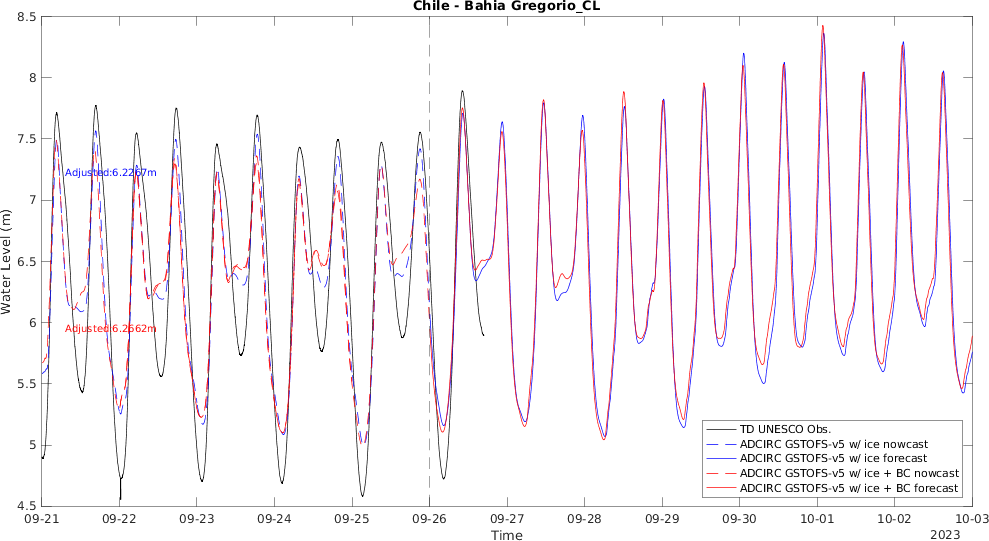 Chile - Bahia Gregorio_CL
8.5
8
7.5
7
6.5
6
5.5
5
4.5
Water Level (m)
Adjusted:6.2267m
Adjusted:6.2662m
TD UNESCO Obs.
ADCIRC GSTOFS-v5 w/ ice nowcast
ADCIRC GSTOFS-v5 w/ ice forecast
ADCIRC GSTOFS-v5 w/ ice + BC nowcast
ADCIRC GSTOFS-v5 w/ ice + BC forecast
09-21 09-22 09-23 09-24 09-25 09-26 09-27 09-28 09-29 09-30 10-01 10-02 10-03
Time
2023